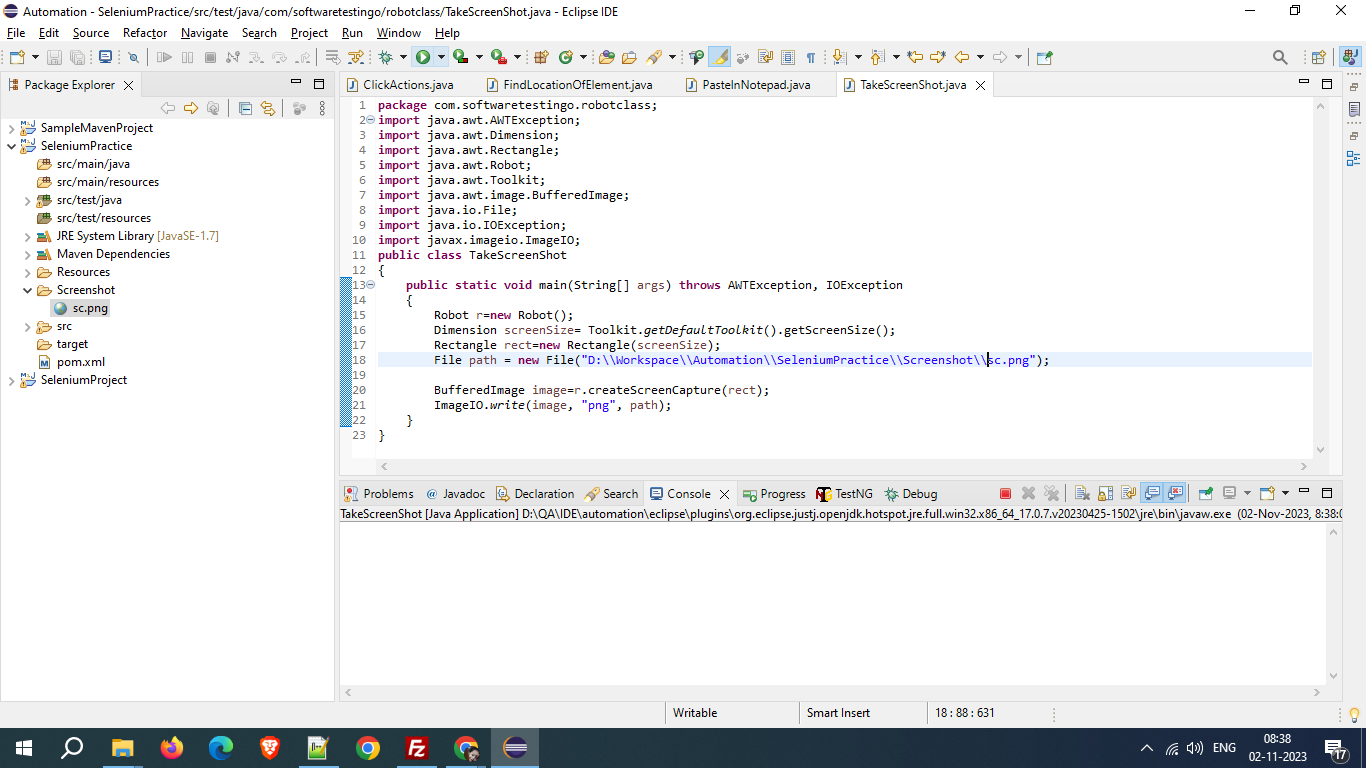 Automation - SeleniumPractice/src/test/java/com/softwaretestingo/robotclass/TakeScreenShot.java - Eclipse IDE
File Edit Source Refactor Navigate Search Project Run Window Help
Package Explorer
ClickActions.java FindLocationOfElement.java PasteInNotepad.java TakeScreenShot.java
SampleMavenProject
SeleniumPractice
src/main/java
src/main/resources
src/test/java
src/test/resources
JRE System Library [JavaSE-1.7]
Maven Dependencies
Resources
Screenshot
sc.png
src
target
pom.xml
SeleniumProject
1 package com.softwaretestingo.robotclass;
2 import java.awt.AWTException;
3 import java.awt.Dimension;
4 import java.awt.Rectangle;
5 import java.awt.Robot;
6 import java.awt.Toolkit;
7 import java.awt.image.BufferedImage;
8 import java.io.File;
9 import java.io.IOException;
10 import javax.imageio.ImageIO;
11 public class TakeScreenShot
12 {
13 public static void main(String[] args) throws AWTException, IOException
14 {
15 Robot r=new Robot();
16 Dimension screenSize= Toolkit.getDefaultToolkit().getScreenSize();
17 Rectangle rect=new Rectangle(screenSize);
18 File path = new File("D:\\Workspace\\Automation\\SeleniumPractice\\Screenshot\\sc.png");
19
20 BufferedImage image=r.createScreenCapture(rect);
21 ImageIO.write(image, "png", path);
22 }
23 }
Problems Javadoc Declaration Search Console Progress TestNG Debug
TakeScreenShot [Java Application] D:\QA\IDE\automation\eclipse\plugins\org.eclipse.justj.openjdk.hotspot.jre.full.win32.x86_64_17.0.7.v20230425-1502\jre\bin\javaw.exe (02-Nov-2023, 8:38:0
Writable Smart Insert 18 : 88 : 631
ENG 08:38
02-11-2023 17